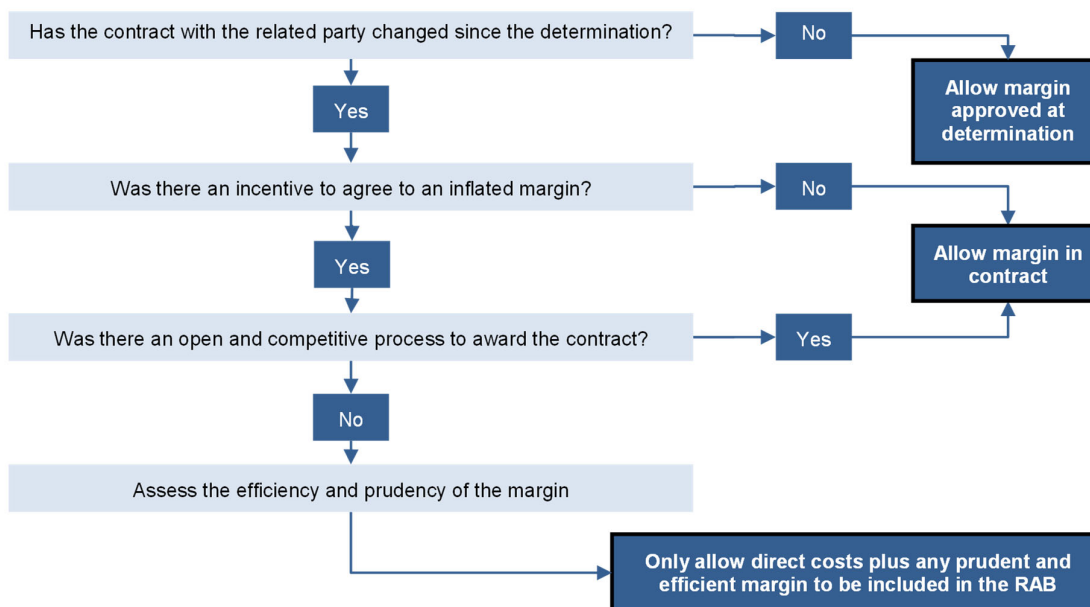 Has the contract with the related party changed since the determination?
No
Allow margin
approved at
determination
Yes
Was there an incentive to agree to an inflated margin?
No
Allow margin in
contract
Yes
Was there an open and competitive process to award the contract?
Yes
No
Assess the efficiency and prudency of the margin
Only allow direct costs plus any prudent and
efficient margin to be included in the RAB